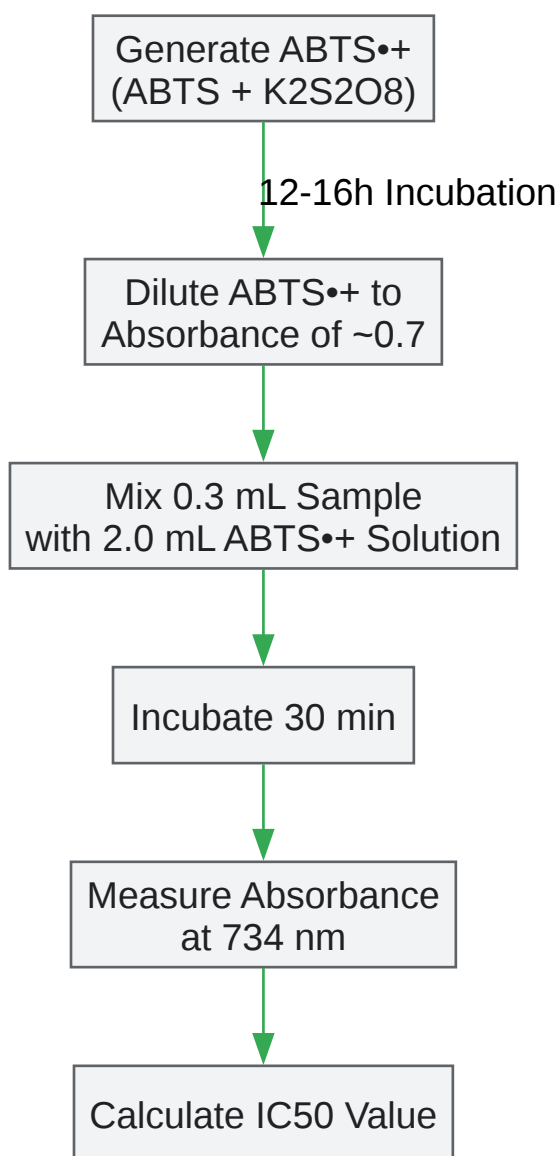 Generate ABTS•+
(ABTS + K2S2O8)
12-16h Incubation
Dilute ABTS•+ to
Absorbance of ~0.7
Mix 0.3 mL Sample
with 2.0 mL ABTS•+ Solution
Incubate 30 min
Measure Absorbance
at 734 nm
Calculate IC50 Value